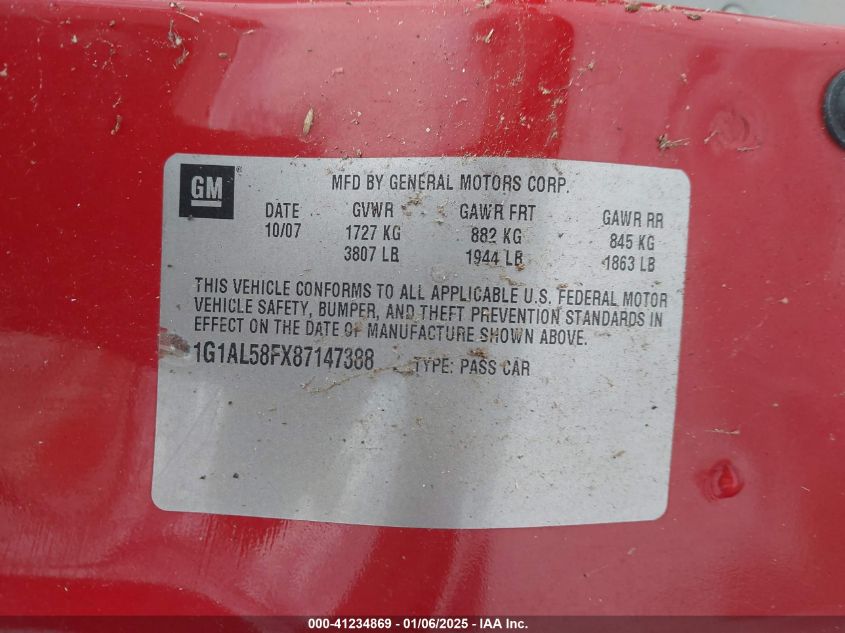 GM
MFD BY GENERAL MOTORS CORP.
DATE GVWR GAWR FRT GAWR RR
10/07 1727 KG 882 KG 845 KG
3807 LB 1944 LB 1863 LB
THIS VEHICLE CONFORMS TO ALL APPLICABLE U.S. FEDERAL MOTOR
VEHICLE SAFETY, BUMPER, AND THEFT PREVENTION STANDARDS IN
EFFECT ON THE DATE OF MANUFACTURE SHOWN ABOVE.
1G1AL58FX87147388 TYPE: PASS CAR
000-41234869 - 01/06/2025 - IAA Inc.